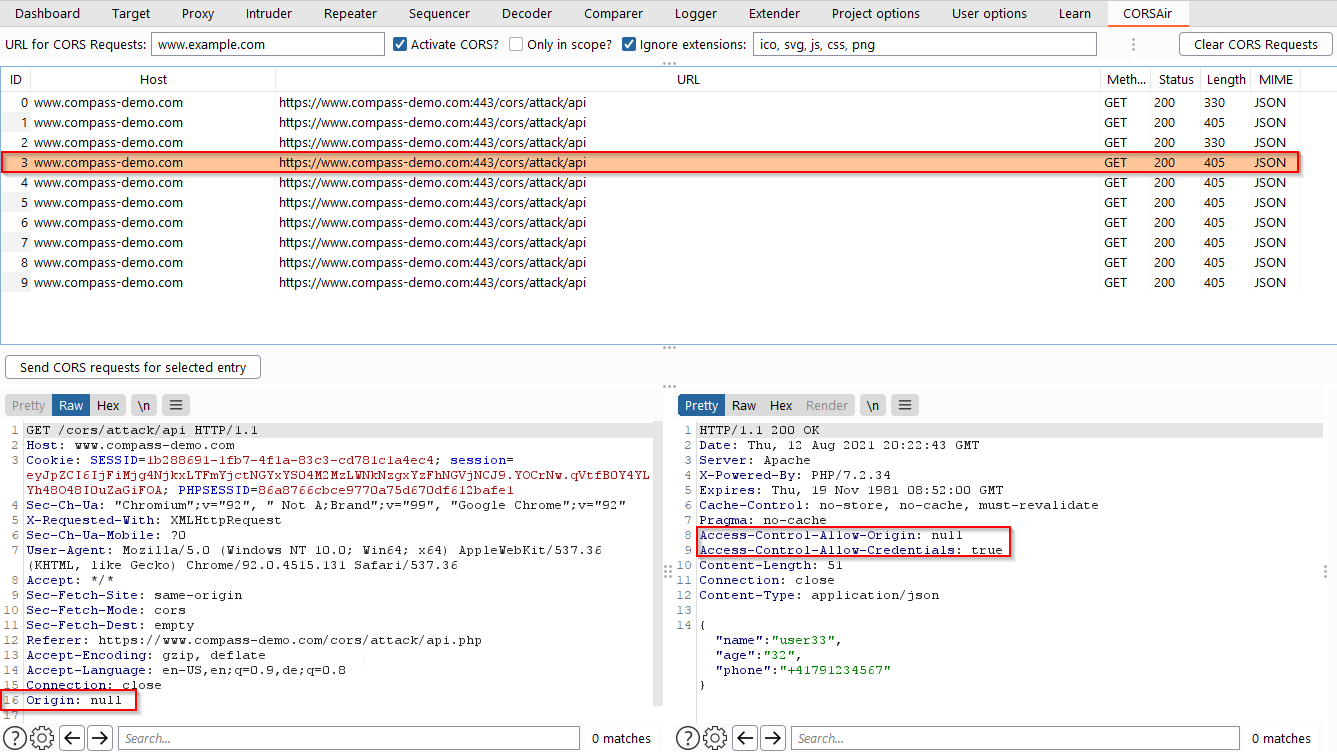 Dashboard Target Proxy Intruder Repeater Sequencer Decoder Comparer Logger Extender Project options User options Learn CORSAir
URL for CORS Requests: www.example.com Activate CORS? Only in scope? Ignore extensions: ico, svg, js, css, png Clear CORS Requests
ID Host URL Meth... Status Length MIME
0 www.compass-demo.com https://www.compass-demo.com:443/cors/attack/api GET 200 330 JSON
1 www.compass-demo.com https://www.compass-demo.com:443/cors/attack/api GET 200 405 JSON
2 www.compass-demo.com https://www.compass-demo.com:443/cors/attack/api GET 200 330 JSON
3 www.compass-demo.com https://www.compass-demo.com:443/cors/attack/api GET 200 405 JSON
4 www.compass-demo.com https://www.compass-demo.com:443/cors/attack/api GET 200 405 JSON
5 www.compass-demo.com https://www.compass-demo.com:443/cors/attack/api GET 200 405 JSON
6 www.compass-demo.com https://www.compass-demo.com:443/cors/attack/api GET 200 405 JSON
7 www.compass-demo.com https://www.compass-demo.com:443/cors/attack/api GET 200 405 JSON
8 www.compass-demo.com https://www.compass-demo.com:443/cors/attack/api GET 200 405 JSON
9 www.compass-demo.com https://www.compass-demo.com:443/cors/attack/api GET 200 405 JSON
Send CORS requests for selected entry
Pretty Raw Hex \n
1 GET /cors/attack/api HTTP/1.1
2 Host: www.compass-demo.com
3 Cookie: SESSID=1b288691-1fb7-4f1a-83c3-cd781c1a4ec4; session=
eyJpZCI6IjFiMjg4NjkxLTFmYjctNGYxYS04M2MzLWNkNzgxYzFhNGVjNCJ9.YOCrNw.qVtfB0Y4YL
Yh48O48I0uZaGiFOA; PHPSESSID=86a8766cbce9770a75d670df612bafe1
4 Sec-Ch-Ua: "Chromium";v="92", " Not A;Brand";v="99", "Google Chrome";v="92"
5 X-Requested-With: XMLHttpRequest
6 Sec-Ch-Ua-Mobile: ?0
7 User-Agent: Mozilla/5.0 (Windows NT 10.0; Win64; x64) AppleWebKit/537.36
(KHTML, like Gecko) Chrome/92.0.4515.131 Safari/537.36
8 Accept: */*
9 Sec-Fetch-Site: same-origin
10 Sec-Fetch-Mode: cors
11 Sec-Fetch-Dest: empty
12 Referer: https://www.compass-demo.com/cors/attack/api.php
13 Accept-Encoding: gzip, deflate
14 Accept-Language: en-US,en;q=0.9,de;q=0.8
15 Connection: close
16 Origin: null
17
Search... 0 matches
Pretty Raw Hex Render \n
1 HTTP/1.1 200 OK
2 Date: Thu, 12 Aug 2021 20:22:43 GMT
3 Server: Apache
4 X-Powered-By: PHP/7.2.34
5 Expires: Thu, 19 Nov 1981 08:52:00 GMT
6 Cache-Control: no-store, no-cache, must-revalidate
7 Pragma: no-cache
8 Access-Control-Allow-Origin: null
9 Access-Control-Allow-Credentials: true
10 Content-Length: 51
11 Connection: close
12 Content-Type: application/json
13
14 {
"name":"user33",
"age":"32",
"phone":"+41791234567"
}
Search... 0 matches